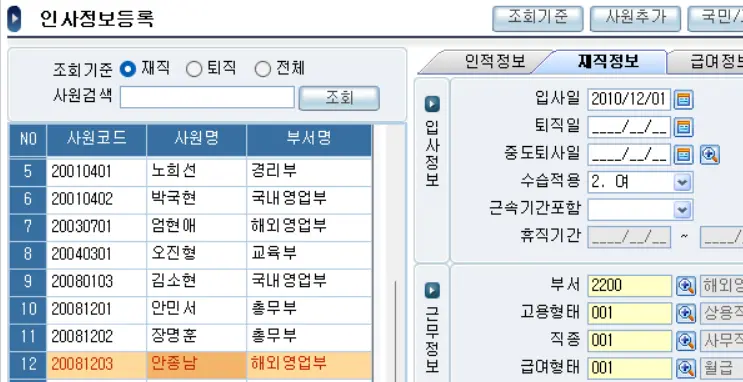 인사정보등록
조회기준 사원추가 국민/
조회기준 재직 퇴직 전체
사원검색 조회
NO 사원코드 사원명 부서명
5 20010401 노희선 경리부
6 20010402 박국현 국내영업부
7 20030701 엄현애 해외영업부
8 20040301 오진형 교육부
9 20080103 김소현 국내영업부
10 20081201 안민서 총무부
11 20081202 장명훈 총무부
12 20081203 안종남 해외영업부
인적정보 재직정보 급여정보
입사정보
입사일 2010/12/01
퇴직일 ____/__/__
중도퇴사일 ____/__/__
수습적용 2. 여
근속기간포함
휴직기간 ____/__/__ ~ ____/
근무정보
부서 2200 해외영
고용형태 001 상용직
직종 001 사무직
급여형태 001 월급